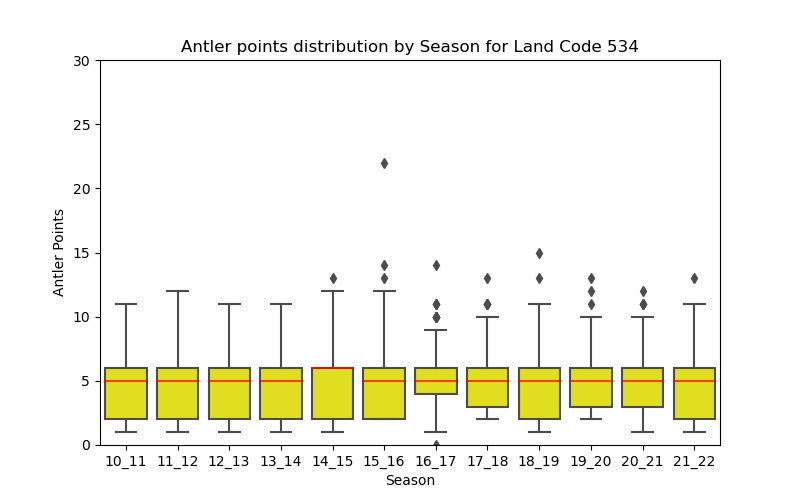 Antler points distribution by Season for Land Code 534
30
25
20
15
10
5
0
Antler Points
10_11 11_12 12_13 13_14 14_15 15_16 16_17 17_18 18_19 19_20 20_21 21_22
Season